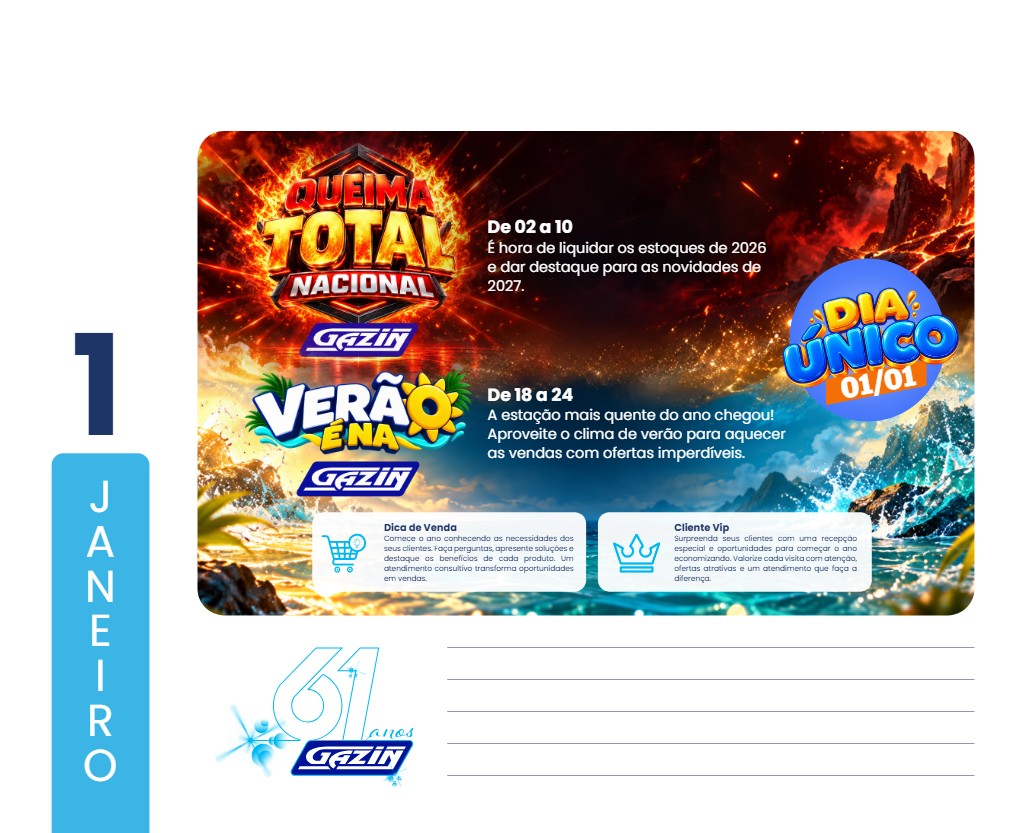 QUEIMA
TOTAL
NACIONAL
GAZIN
De 02 a 10
É hora de liquidar os estoques de 2026
e dar destaque para as novidades de
2027.
DIA
ÚNICO
01/01
VERÃO
É NA
GAZIN
De 18 a 24
A estação mais quente do ano chegou!
Aproveite o clima de verão para aquecer
as vendas com ofertas imperdíveis.
1
JANEIRO
Dica de Venda
Comece o ano conhecendo as necessidades dos
seus clientes. Faça perguntas, apresente soluções e
destaque os benefícios de cada produto. Um
atendimento consultivo transforma oportunidades
em vendas.
Cliente Vip
Surpreenda seus clientes com uma recepção
especial e oportunidades para começar o ano
economizando. Valorize cada visita com atenção,
ofertas atrativas e um atendimento que faça a
diferença.
61
anos
GAZIN